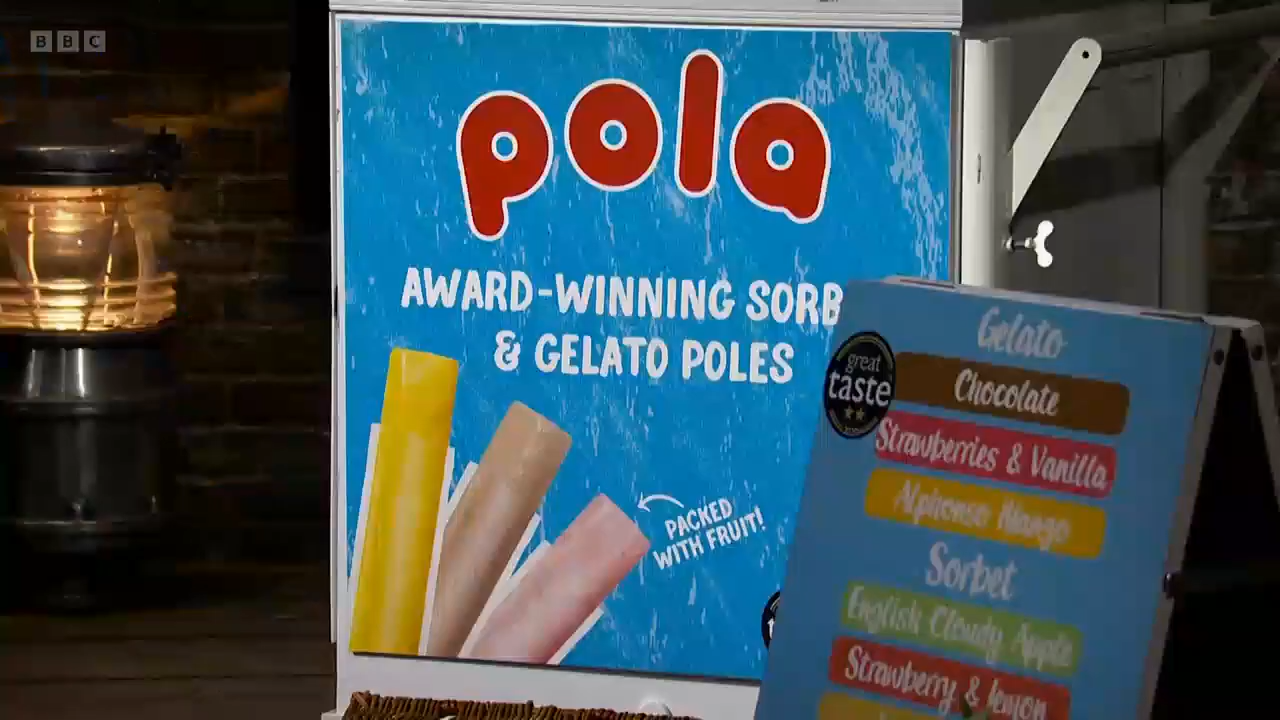 BBC
pola
AWARD-WINNING SORB
& GELATO POLES
PACKED
WITH FRUIT!
Gelato
great
taste
Chocolate
Strawberries & Vanilla
Alphonso Mango
Sorbet
English Cloudy Apple
Strawberry & lemon